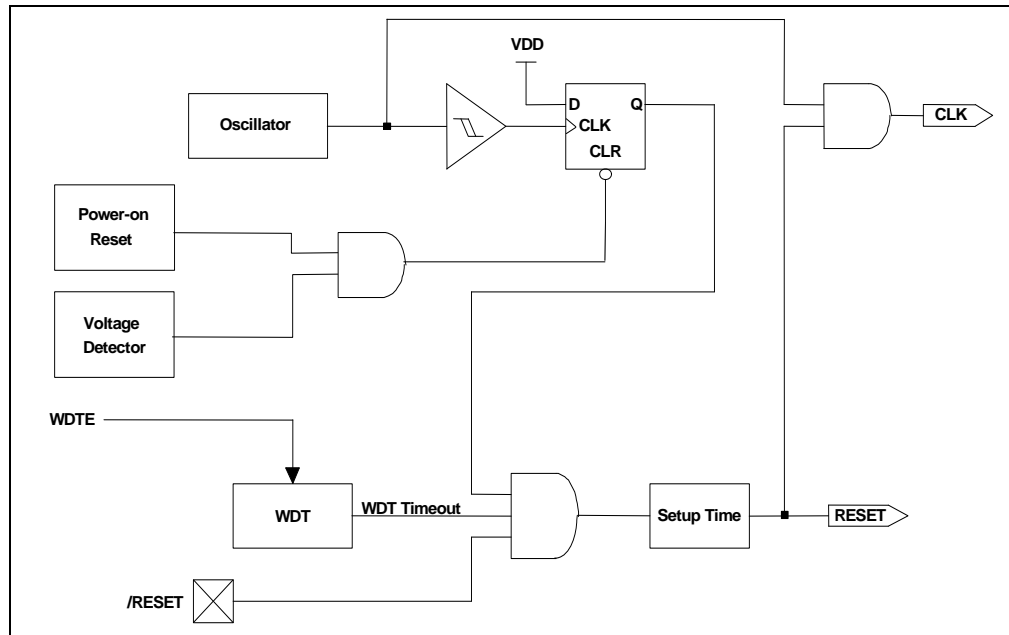 VDD
Oscillator
D
Q
CLK
CLR
CLK
Power-on
Reset
Voltage
Detector
WDTE
WDT
WDT Timeout
Setup Time
RESET
/RESET